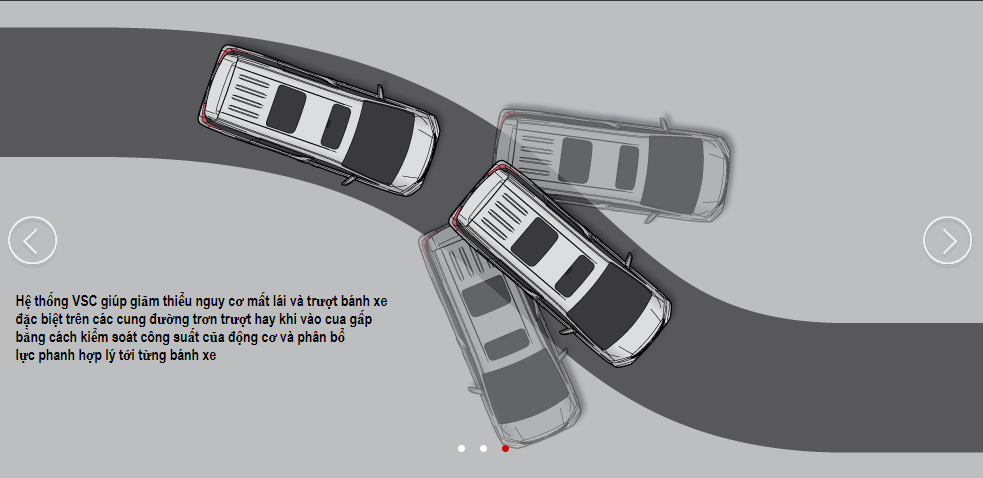 Hệ thống VSC giúp giảm thiểu nguy cơ mất lái và trượt bánh xe
đặc biệt trên các cung đường trơn trượt hay khi vào cua gấp
bằng cách kiểm soát công suất của động cơ và phân bổ
lực phanh hợp lý tới từng bánh xe